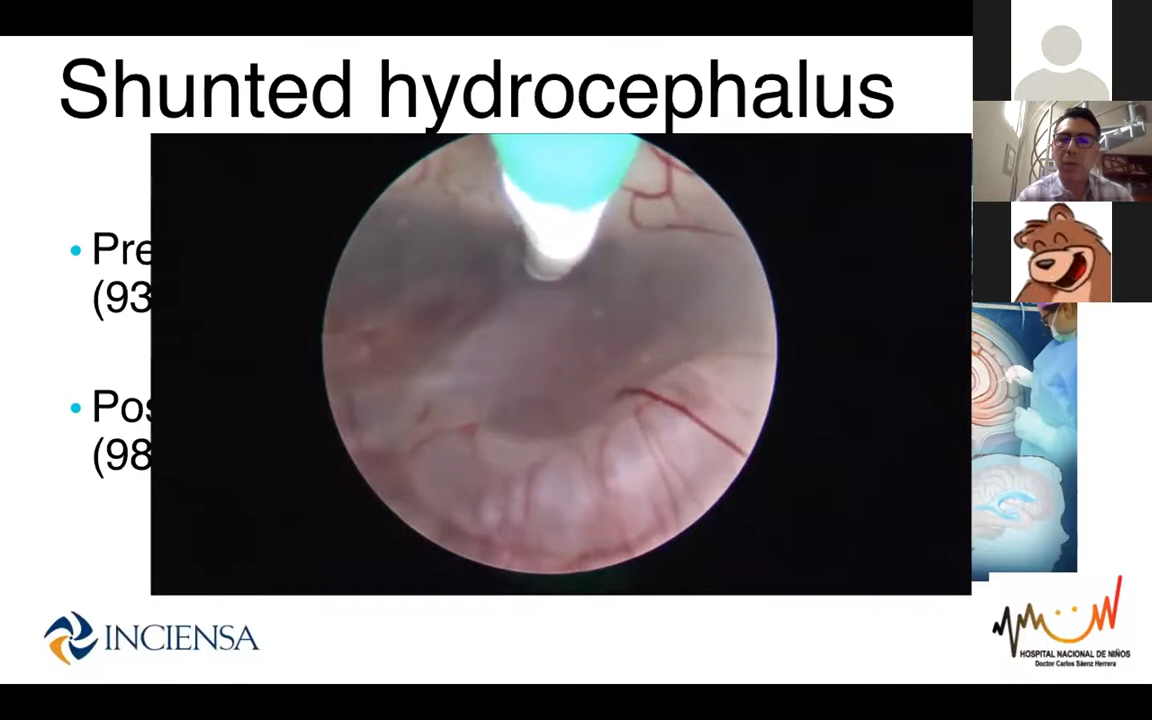 Shunted hydrocephalus
• Pre
(93
• Pos
(98
INCIENSA
HOSPITAL NACIONAL DE NIÑOS
Doctor Carlos Sáenz Herrera